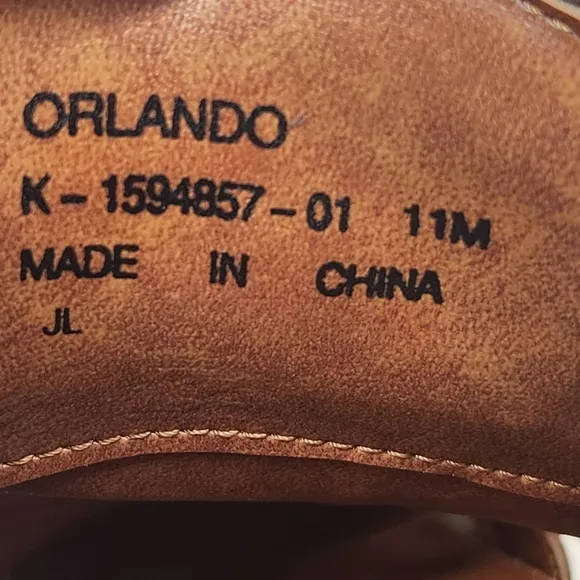 ORLANDO
K-1594857-01 11M
MADE IN CHINA
JL